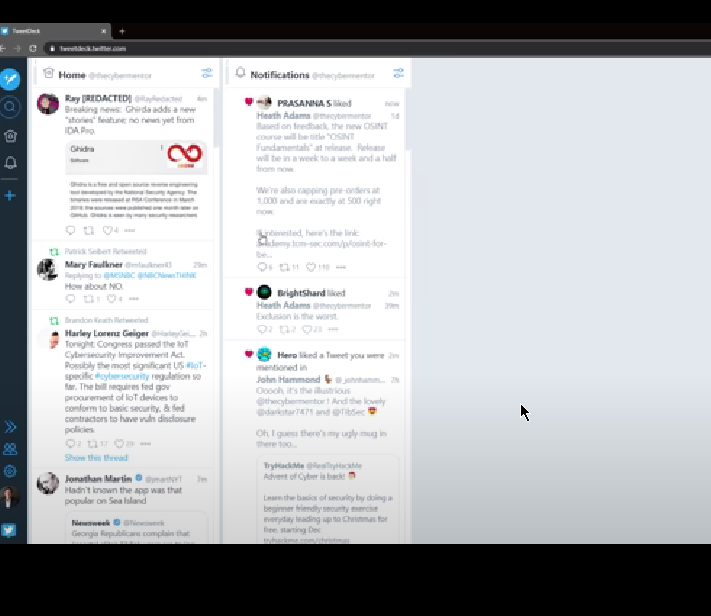 TweetDeck
tweetdeck.twitter.com
Home @thecybermentor
Ray [REDACTED] @RayRedacted 4m
Breaking news: Ghirda adds a new
"stories" feature; no news yet from
IDA Pro.
Ghidra
Software
Ghidra is a free and open source reverse engineering
tool developed by the National Security Agency. The
binaries were released at RSA Conference in March
2019; the sources were published one month later on
GitHub. Ghidra is seen by many security researchers
4
Patrick Seibert Retweeted
Mary Faulkner @mfaulkner43 29m
Replying to @MSNBC @NBCNewsTHINK
How about NO.
1 4
Brandon Keath Retweeted
Harley Lorenz Geiger @HarleyGei... 2h
Tonight: Congress passed the IoT
Cybersecurity Improvement Act.
Possibly the most significant US #IoT-
specific #cybersecurity regulation so
far. The bill requires fed gov
procurement of IoT devices to
conform to basic security, & fed
contractors to have vuln disclosure
policies.
2 17 29
Show this thread
Jonathan Martin @jmartNYT 7m
Hadn't known the app was that
popular on Sea Island
Newsweek @Newsweek
Georgia Republicans complain that
Notifications @thecybermentor
PRASANNA S liked now
Heath Adams @thecybermentor 1d
Based on feedback, the new OSINT
course will be title "OSINT
Fundamentals" at release. Release
will be in a week to a week and a half
from now.
We're also capping pre-orders at
1,000 and are exactly at 500 right
now.
If interested, here's the link:
academy.tcm-sec.com/p/osint-for-
be...
6 11 110
BrightShard liked 2m
Heath Adams @thecybermentor 39m
Exclusion is the worst.
2 2 23
Hero liked a Tweet you were 2m
mentioned in
John Hammond @_johnhamm... 2h
Ooooh, it's the illustrious
@thecybermentor! And the lovely
@darkstar7471 and @TibSec
Oh, I guess there's my ugly mug in
there too...
TryHackMe @RealTryHackMe
Advent of Cyber is back!
Learn the basics of security by doing a
beginner friendly security exercise
everyday leading up to Christmas for
free; starting Dec
tryhackme.com/christmas